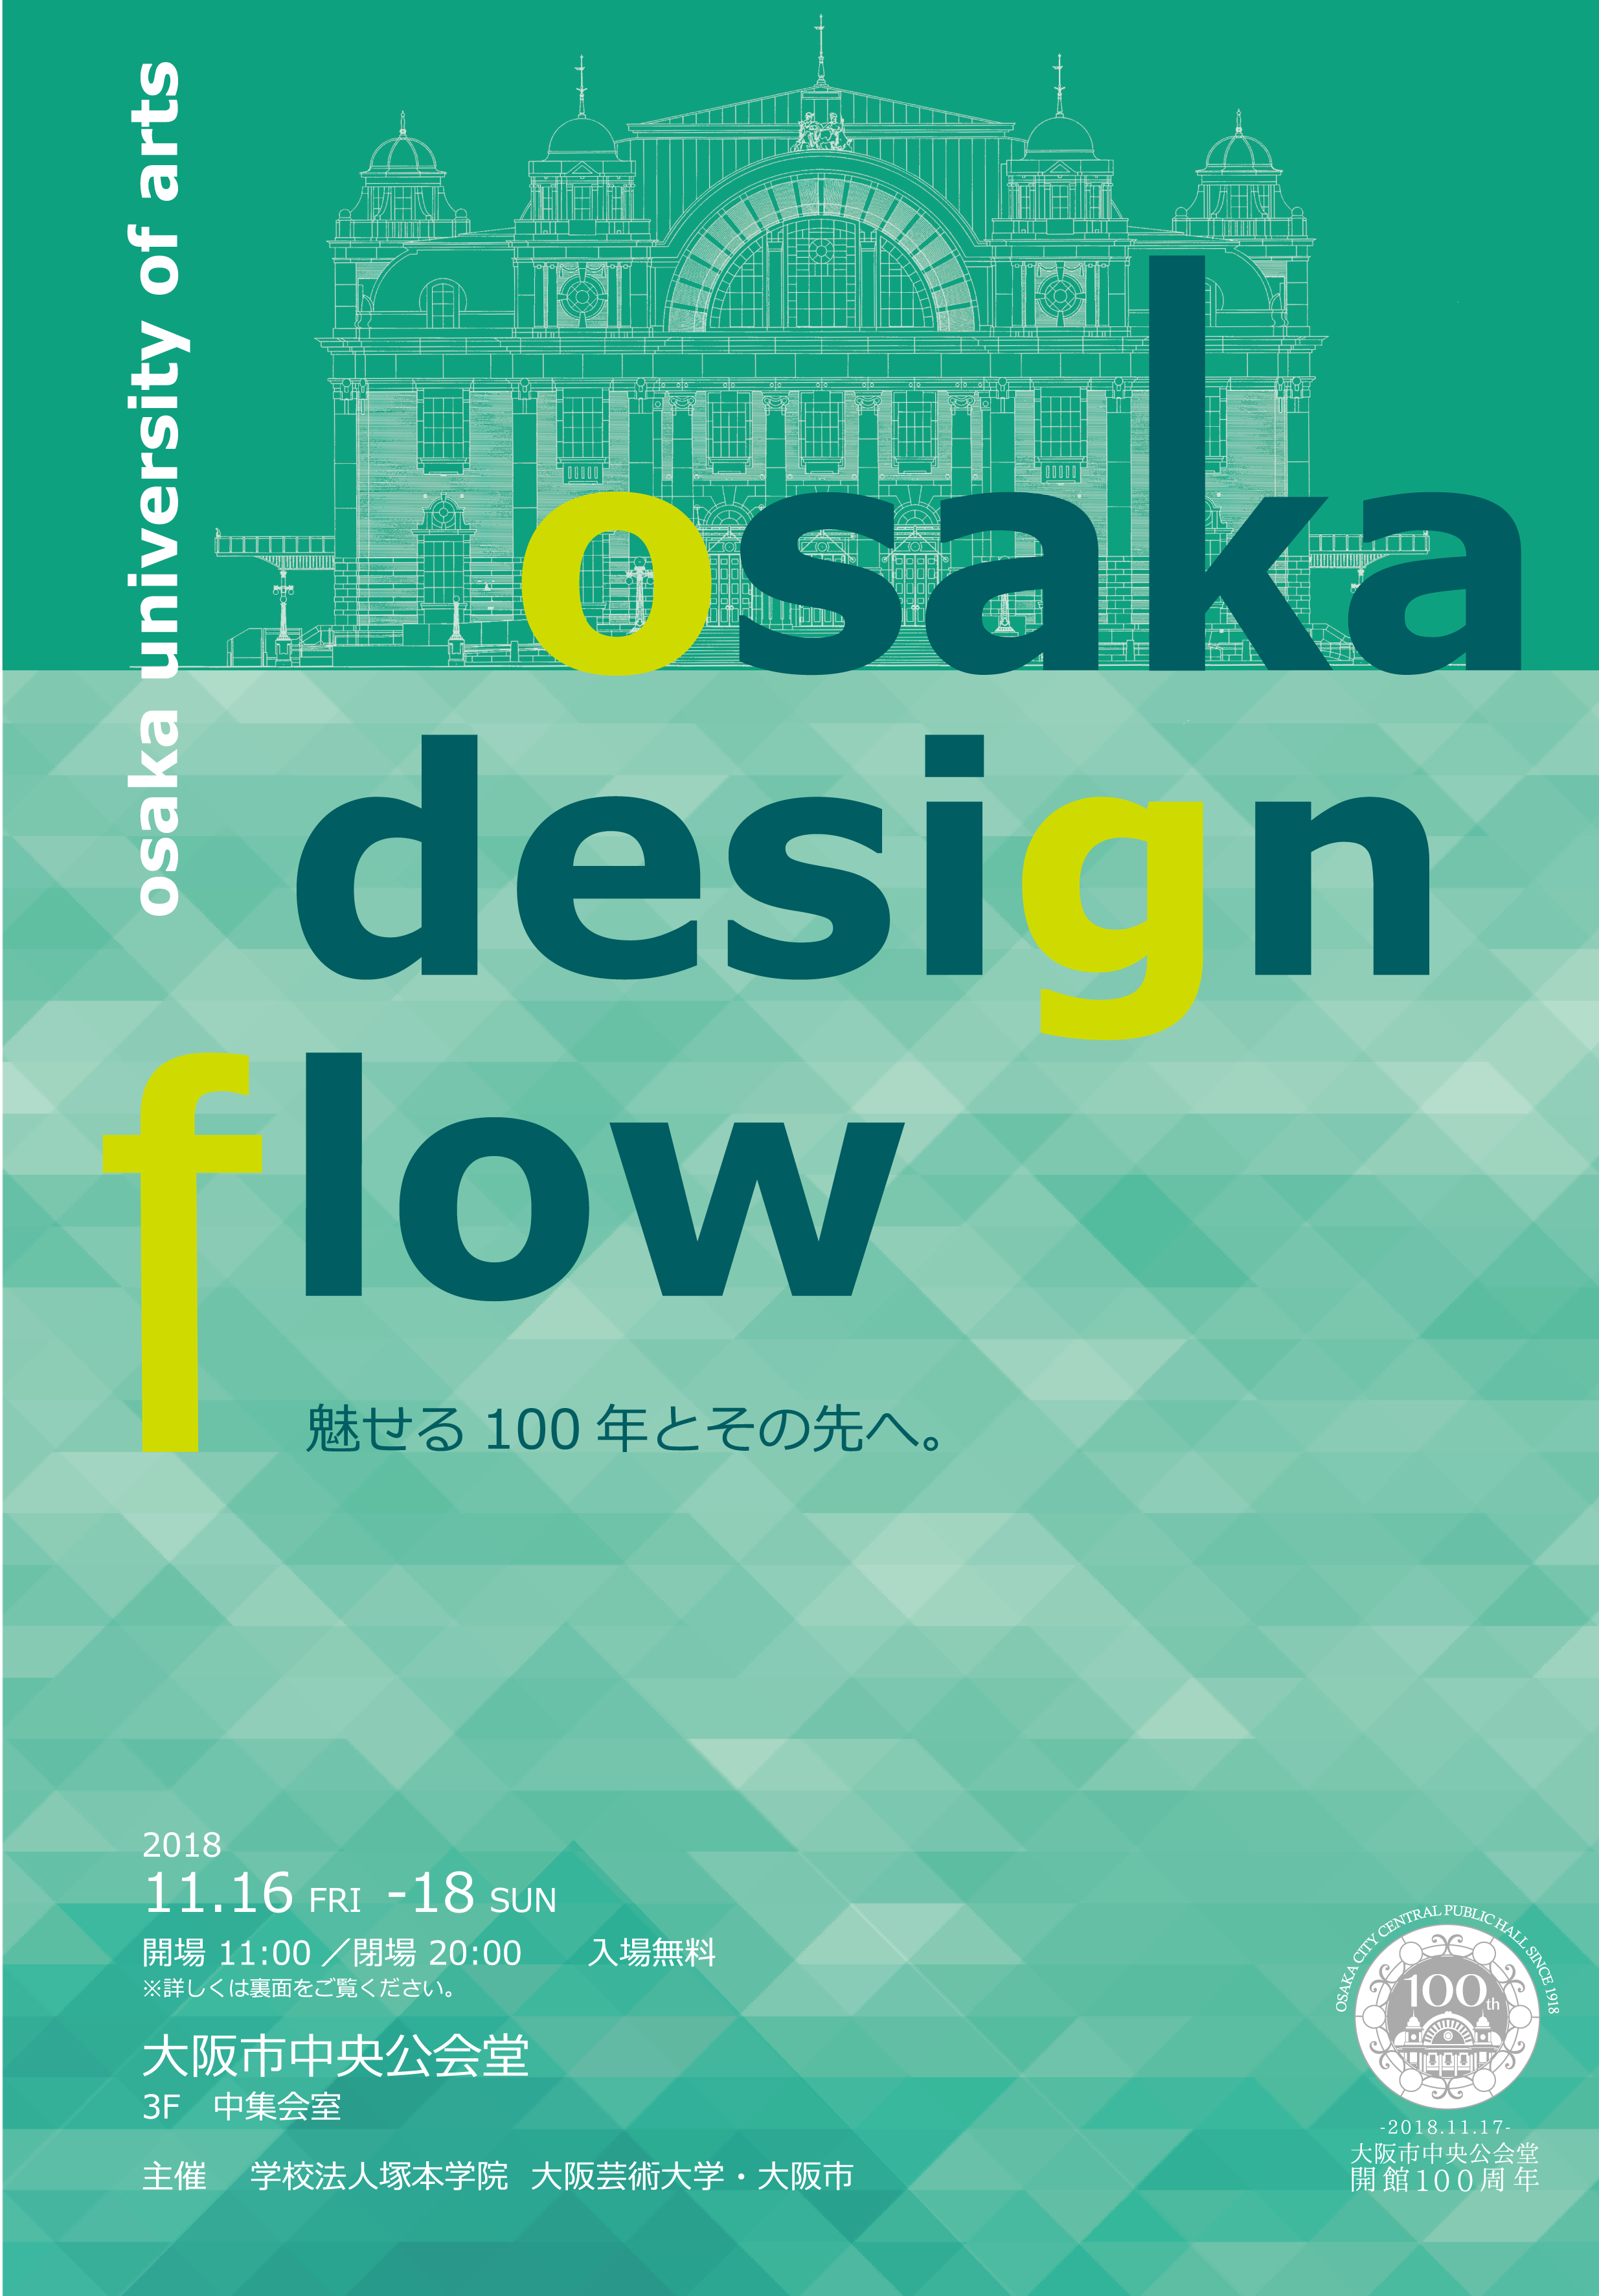 osaka university of arts
osaka
design
flow
魅せる 100 年とその先へ。
2018
11.16 FRI -18 SUN
開場 11:00 ／閉場 20:00　入場無料
※詳しくは裏面をご覧ください。
大阪市中央公会堂
3F　中集会室
主催　学校法人塚本学院　大阪芸術大学・大阪市
OSAKA CITY CENTRAL PUBLIC HALL SINCE 1918
100th
-2018.11.17-
大阪市中央公会堂
開館100周年